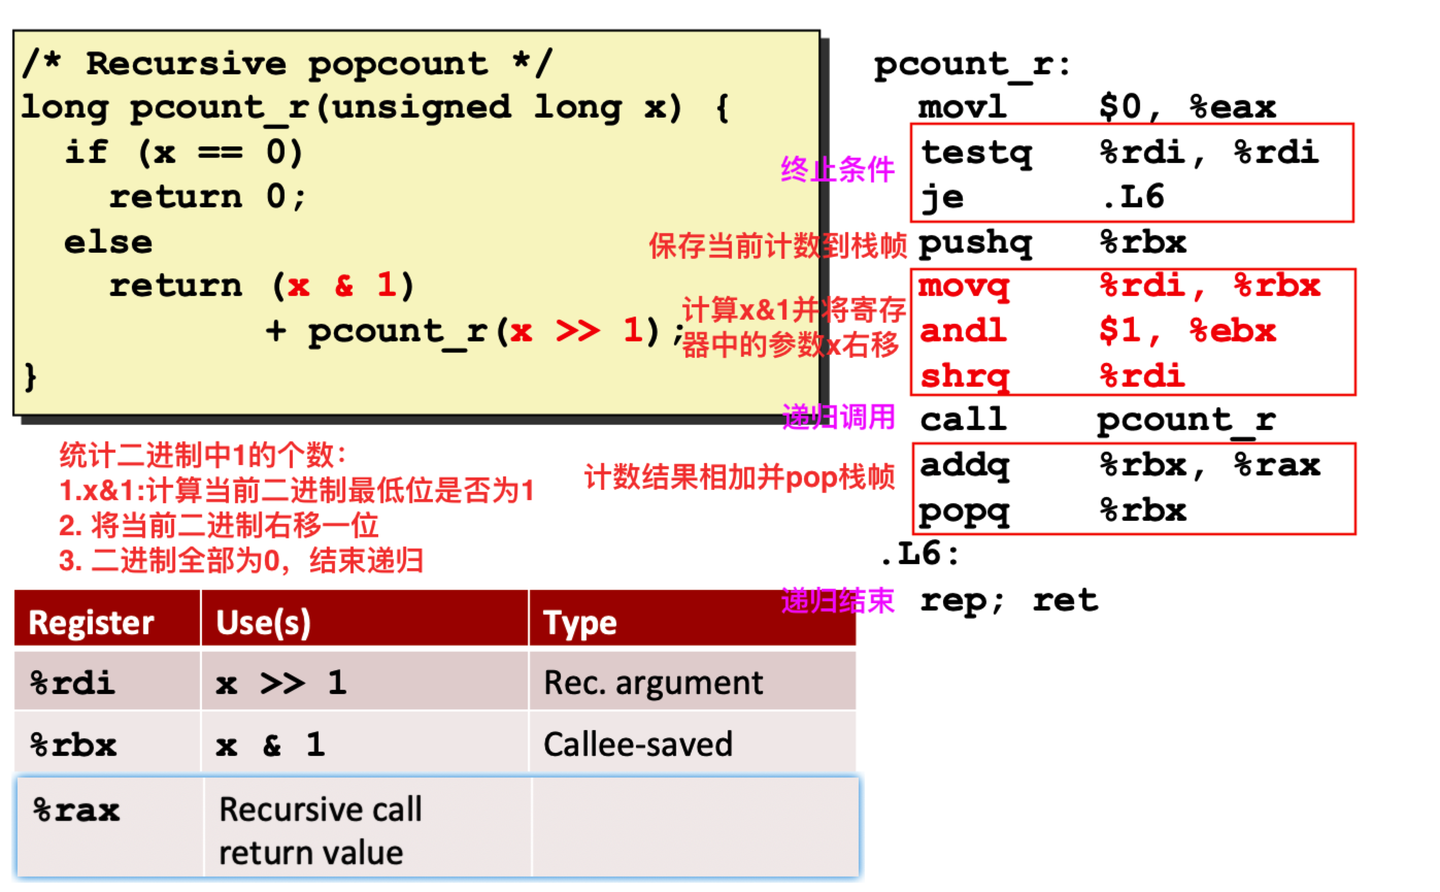 /* Recursive popcount */
long pcount_r(unsigned long x) {
  if (x == 0)
    return 0;
  else
    return (x & 1)
           + pcount_r(x >> 1);
}
统计二进制中1的个数：
1.x&1:计算当前二进制最低位是否为1
2. 将当前二进制右移一位
3. 二进制全部为0，结束递归
pcount_r:
movl $0, %eax
终止条件
testq %rdi, %rdi
je .L6
保存当前计数到栈帧
pushq %rbx
计算x&1并将寄存
器中的参数x右移
movq %rdi, %rbx
andl $1, %ebx
shrq %rdi
递归调用
call pcount_r
计数结果相加并pop栈帧
addq %rbx, %rax
popq %rbx
.L6:
递归结束
rep; ret
Register Use(s) Type
%rdi x >> 1 Rec. argument
%rbx x & 1 Callee-saved
%rax Recursive call
return value